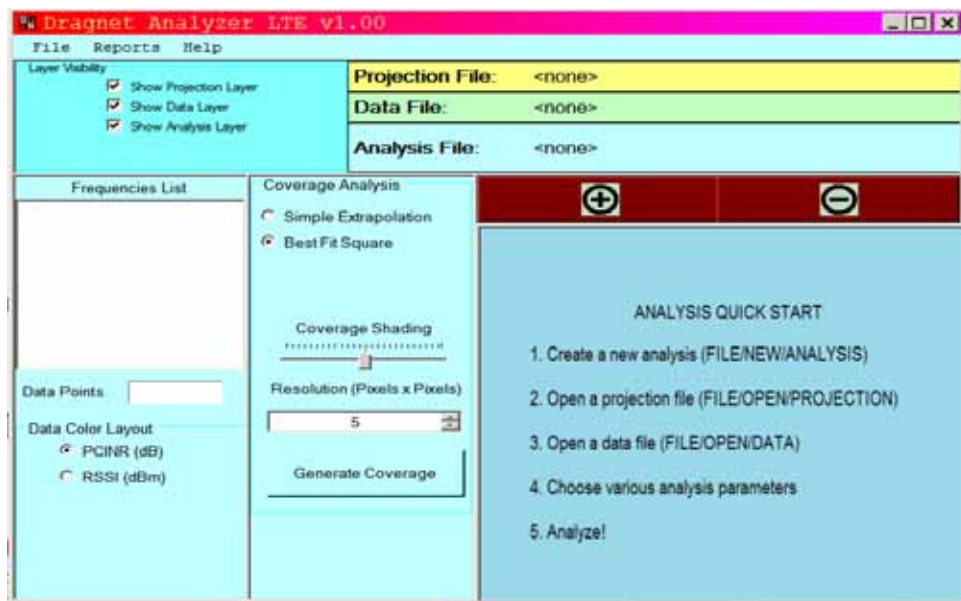 Dragnet Analyzer LTE v1.00
File Reports Help
Layer Visibility
Show Projection Layer
Show Data Layer
Show Analysis Layer
Projection File: <none>
Data File: <none>
Analysis File: <none>
Frequencies List
Data Points
Data Color Layout
PCINR (dB)
RSSI (dBm)
Coverage Analysis
Simple Extrapolation
Best Fit Square
Coverage Shading
Resolution (Pixels x Pixels)
5
Generate Coverage
ANALYSIS QUICK START
1. Create a new analysis (FILE/NEW/ANALYSIS)
2. Open a projection file (FILE/OPEN/PROJECTION)
3. Open a data file (FILE/OPEN/DATA)
4. Choose various analysis parameters
5. Analyze!